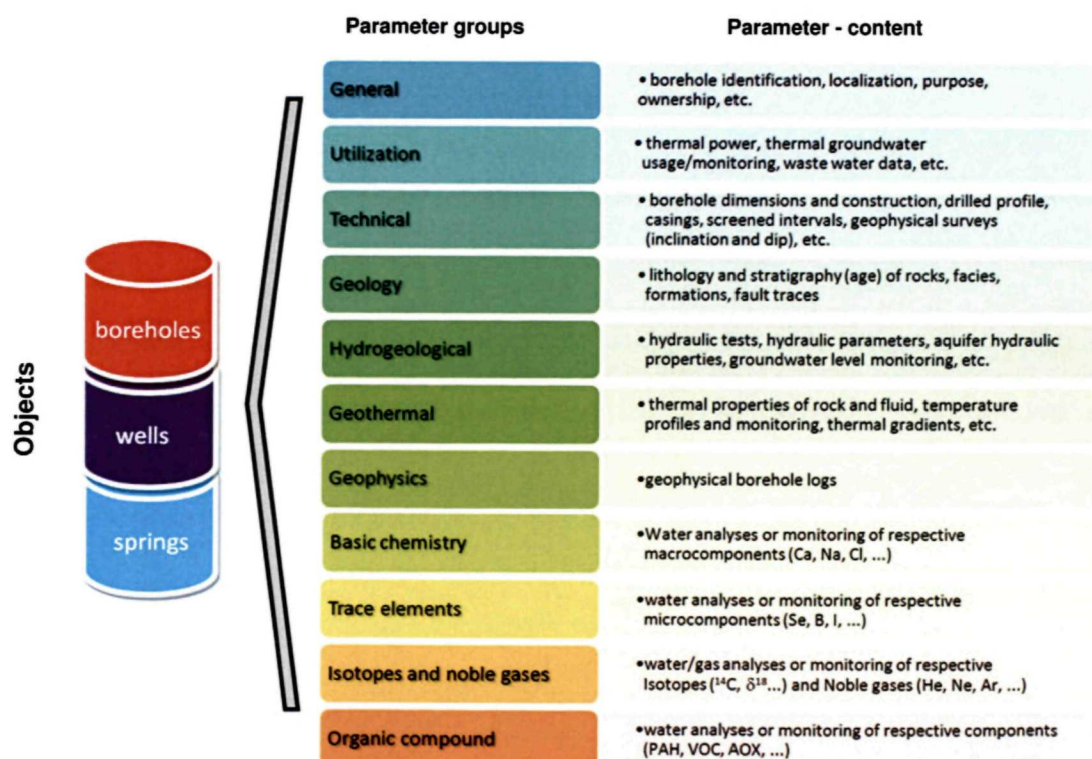 Parameter groups
Parameter - content
Objects
boreholes
wells
springs
General
• borehole identification, localization, purpose,
ownership, etc.
Utilization
• thermal power, thermal groundwater
usage/monitoring, waste water data, etc.
Technical
• borehole dimensions and construction, drilled profile,
casings, screened intervals, geophysical surveys
(inclination and dip), etc.
Geology
• lithology and stratigraphy (age) of rocks, facies,
formations, fault traces
Hydrogeological
• hydraulic tests, hydraulic parameters, aquifer hydraulic
properties, groundwater level monitoring, etc.
Geothermal
• thermal properties of rock and fluid, temperature
profiles and monitoring, thermal gradients, etc.
Geophysics
•geophysical borehole logs
Basic chemistry
•Water analyses or monitoring of respective
macrocomponents (Ca, Na, Cl, ...)
Trace elements
•water analyses or monitoring of respective
microcomponents (Se, B, I, ...)
Isotopes and noble gases
•water/gas analyses or monitoring of respective
Isotopes (¹⁴C, δ¹⁸...) and Noble gases (He, Ne, Ar, ...)
Organic compound
•water analyses or monitoring of respective components
(PAH, VOC, AOX, ...)